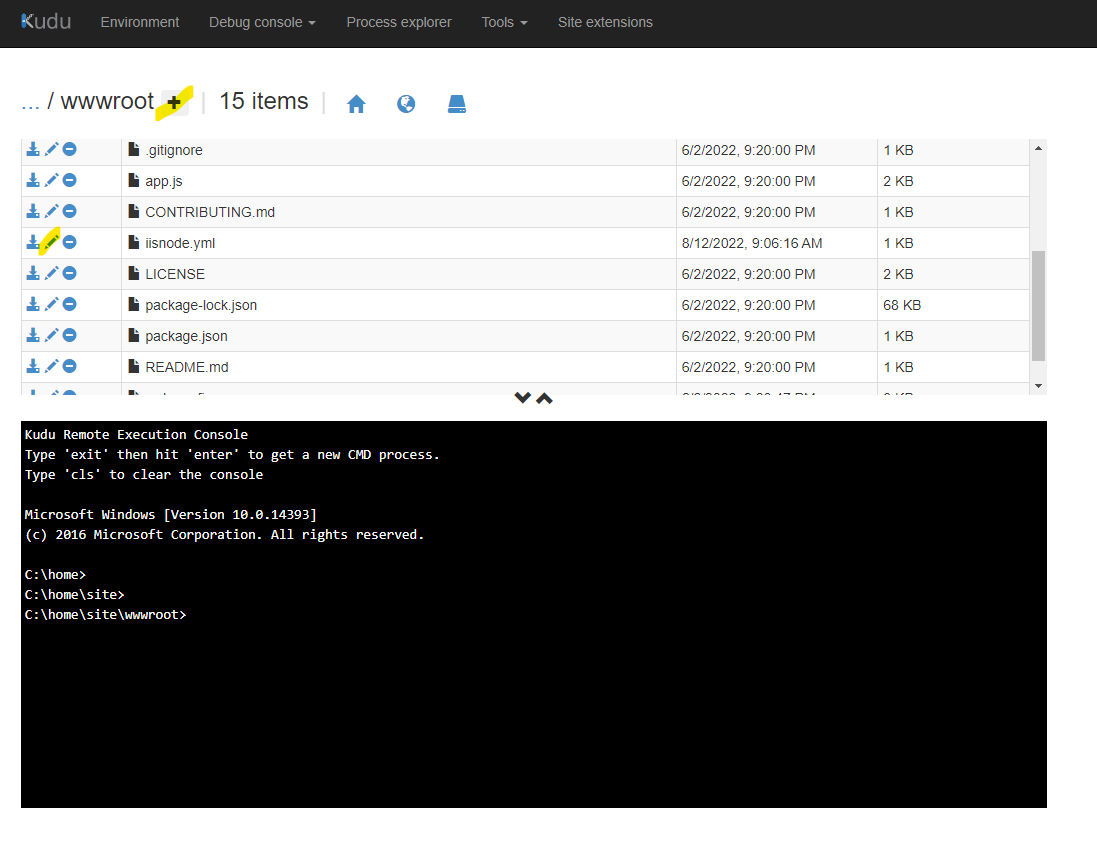 Kudu Environment Debug console Process explorer Tools Site extensions
... / wwwroot + | 15 items |
.gitignore 6/2/2022, 9:20:00 PM 1 KB
app.js 6/2/2022, 9:20:00 PM 2 KB
CONTRIBUTING.md 6/2/2022, 9:20:00 PM 1 KB
iisnode.yml 8/12/2022, 9:06:16 AM 1 KB
LICENSE 6/2/2022, 9:20:00 PM 2 KB
package-lock.json 6/2/2022, 9:20:00 PM 68 KB
package.json 6/2/2022, 9:20:00 PM 1 KB
README.md 6/2/2022, 9:20:00 PM 1 KB
Kudu Remote Execution Console
Type 'exit' then hit 'enter' to get a new CMD process.
Type 'cls' to clear the console
Microsoft Windows [Version 10.0.14393]
(c) 2016 Microsoft Corporation. All rights reserved.
C:\home>
C:\home\site>
C:\home\site\wwwroot>